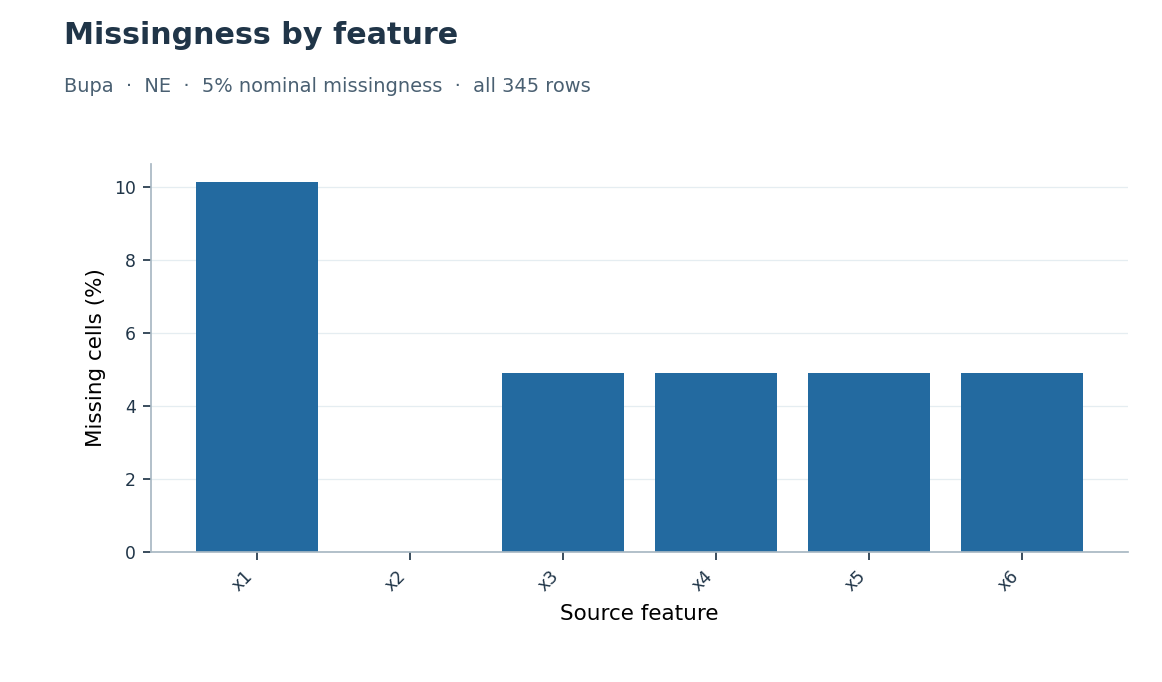 Missingness by feature
Bupa · NE · 5% nominal missingness · all 345 rows
10
8
6
4
2
0
Missing cells (%)
x1
x2
x3
x4
x5
x6
Source feature